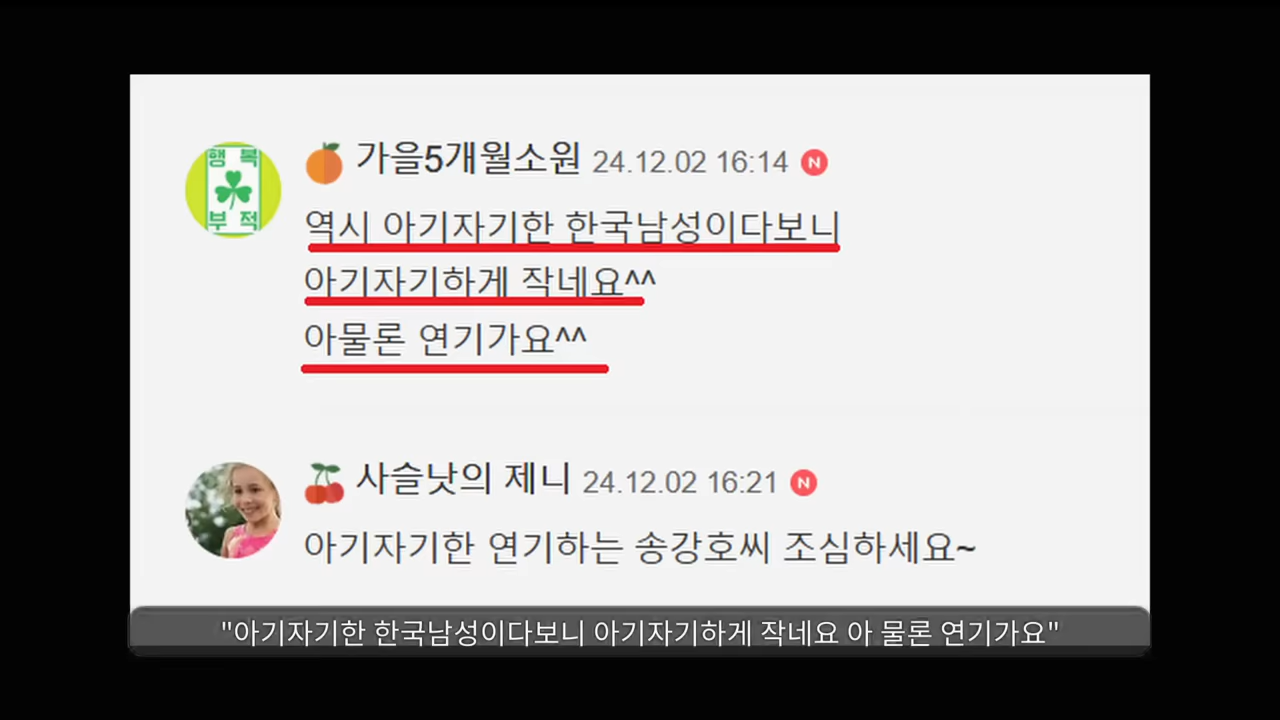 행복
부적
가을5개월소원 24.12.02 16:14 N
역시 아기자기한 한국남성이다보니
아기자기하게 작네요^^
아물론 연기가요^^
사슬낫의 제니 24.12.02 16:21 N
아기자기한 연기하는 송강호씨 조심하세요~
"아기자기한 한국남성이다보니 아기자기하게 작네요 아 물론 연기가요"